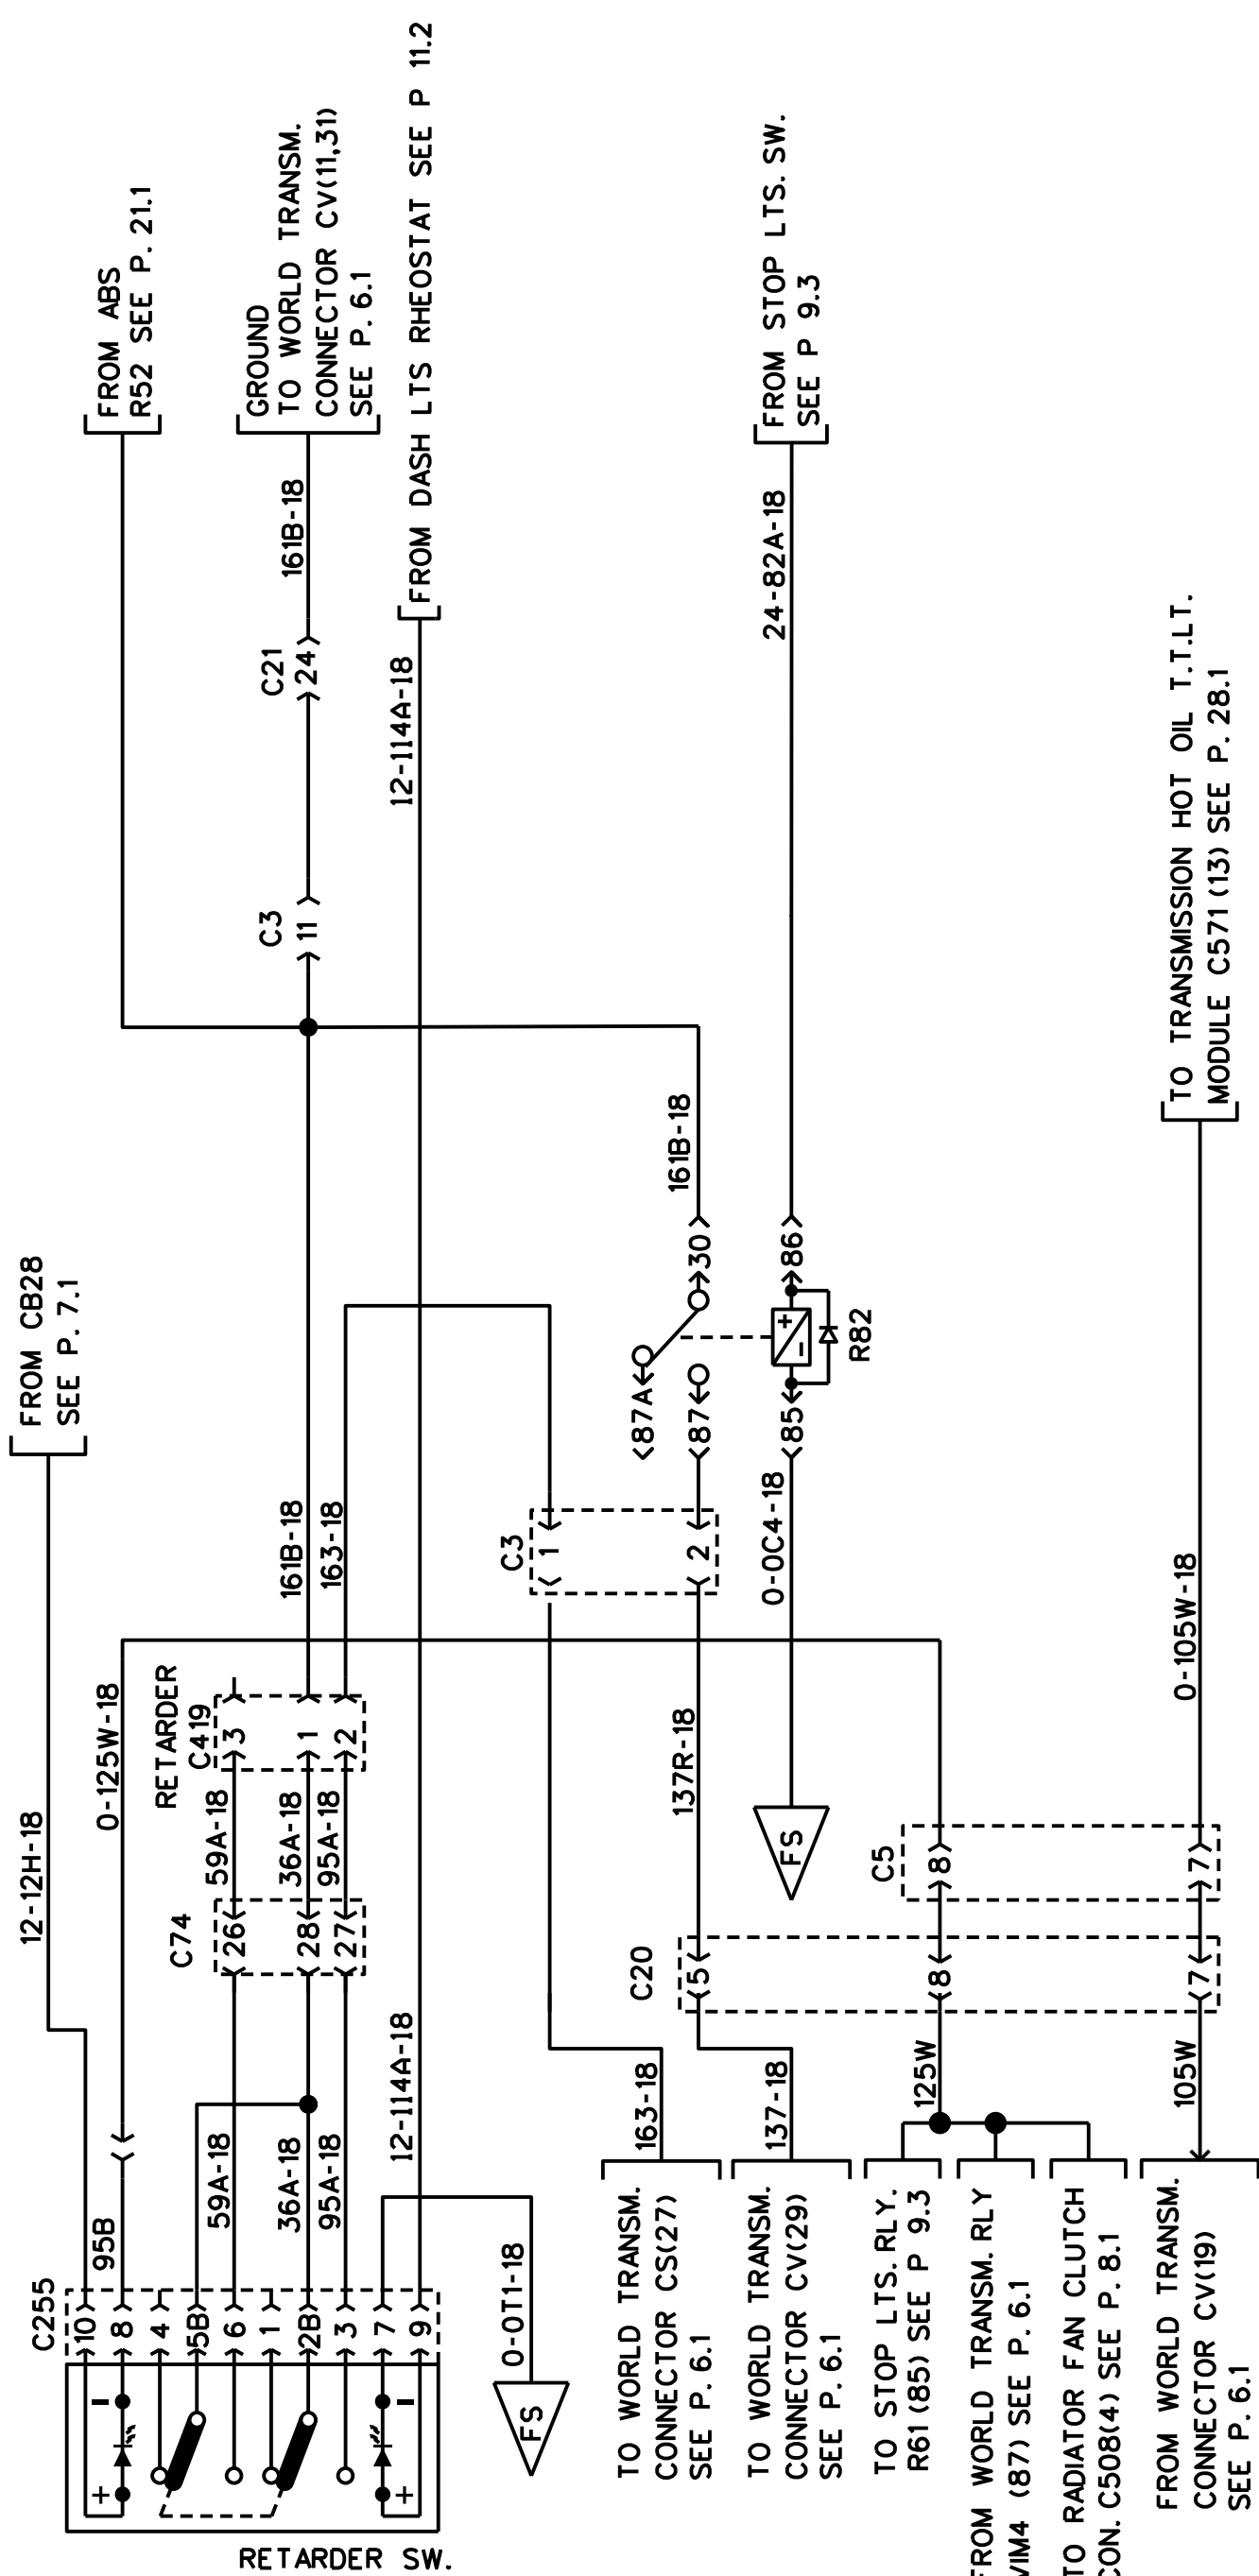 FROM ABS
R52 SEE P. 21.1
GROUND
TO WORLD TRANSM.
CONNECTOR CV(11,31)
SEE P. 6.1
FROM DASH LTS RHEOSTAT SEE P 11.2
FROM STOP LTS. SW.
SEE P 9.3
TO TRANSMISSION HOT OIL T.T.LT.
MODULE C571 (13) SEE P. 28.1
FROM CB28
SEE P. 7.1
161B-18
C21
24
12-114A-18
24-82A-18
C3
11
161B-18
30
86
87A
87
85
R82
161B-18
163-18
C3
1
2
0-0C4-18
0-105W-18
12-12H-18
0-125W-18
RETARDER
C419
3
1
2
59A-18
36A-18
95A-18
C74
26
28
27
137R-18
FS
C5
8
7
C20
5
8
7
12-114A-18
95B
59A-18
36A-18
95A-18
163-18
137-18
125W
105W
0-0T1-18
FS
C255
10
8
4
5B
6
1
2B
3
7
9
+
-
+
-
+
-
RETARDER SW.
TO WORLD TRANSM.
CONNECTOR CS(27)
SEE P. 6.1
TO WORLD TRANSM.
CONNECTOR CV(29)
SEE P. 6.1
TO STOP LTS. RLY.
R61 (85) SEE P 9.3
FROM WORLD TRANSM. RLY
VIM4 (87) SEE P. 6.1
TO RADIATOR FAN CLUTCH
CON. C508(4) SEE P. 8.1
FROM WORLD TRANSM.
CONNECTOR CV(19)
SEE P. 6.1